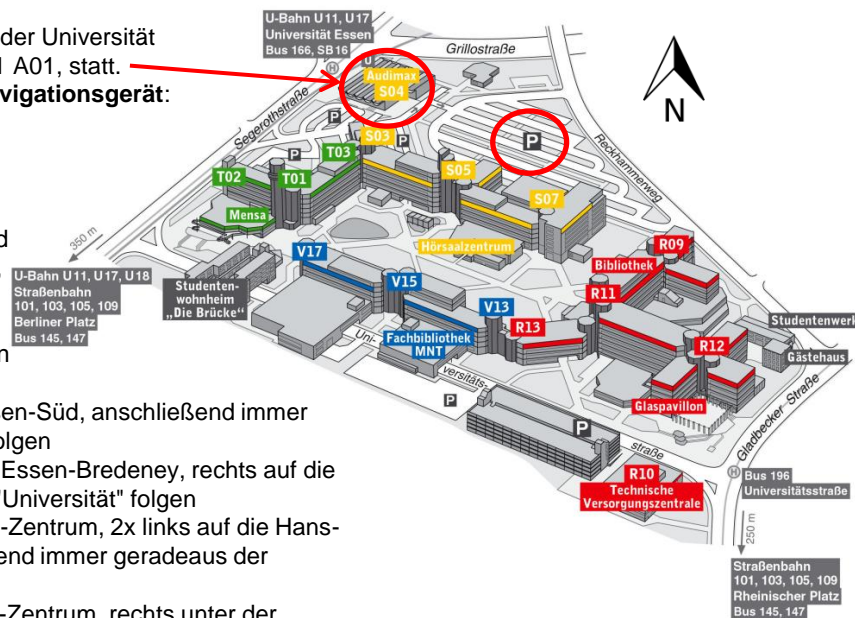 der Universität
A01, statt.
vigationsgerät:
U-Bahn U11, U17
Universität Essen
Bus 166, SB16
H
U
Grillostraße
Audimax
S04
Segerothstraße
Reckhammerweg
N
P
P
P
P
S03
T03
T02
T01
S05
S07
Mensa
Hörsaalzentrum
350 m
U-Bahn U11, U17, U18
Straßenbahn
101, 103, 105, 109
Berliner Platz
Bus 145, 147
Studenten-
wohnheim
„Die Brücke“
V17
V15
V13
R09
Bibliothek
R11
R13
R12
Fachbibliothek
MNT
Uni-
versitäts-
straße
Studentenwerk
Gästehaus
Glaspavillon
Gladbecker Straße
P
P
R10
Technische
Versorgungszentrale
H
Bus 196
Universitätsstraße
250 m
Straßenbahn
101, 103, 105, 109
Rheinischer Platz
Bus 145, 147
d
n
sen-Süd, anschließend immer
olgen
Essen-Bredeney, rechts auf die
"Universität" folgen
-Zentrum, 2x links auf die Hans-
end immer geradeaus der
-Zentrum, rechts unter der